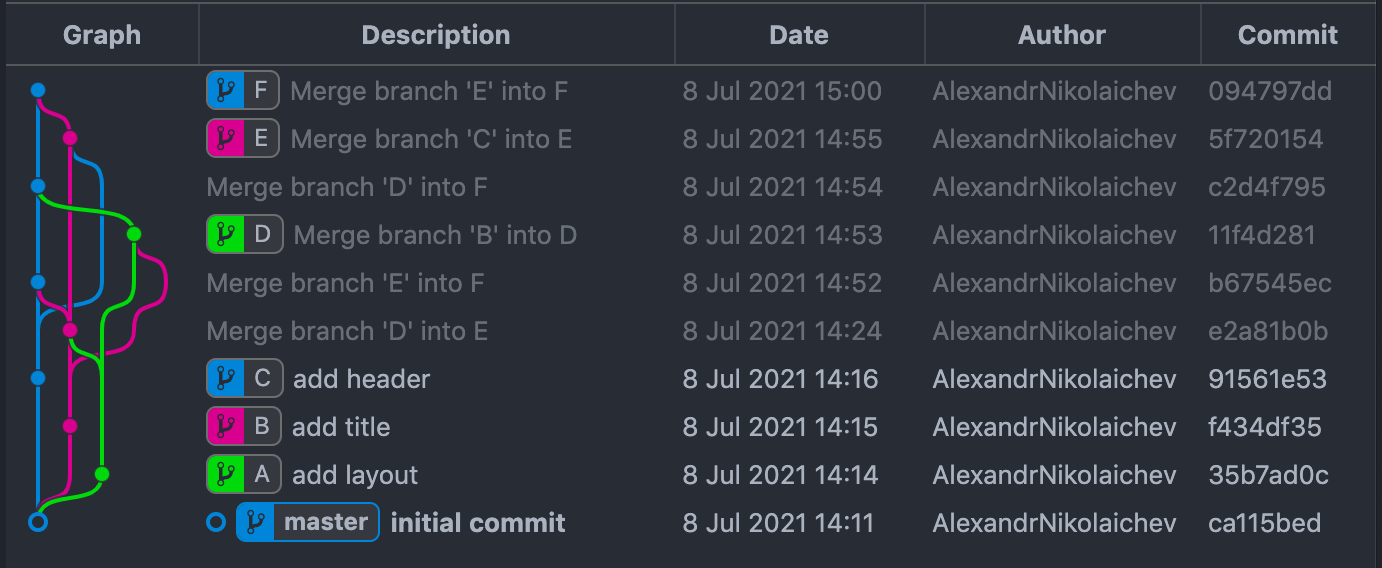 Graph Description Date Author Commit
F Merge branch 'E' into F 8 Jul 2021 15:00 AlexandrNikolaichev 094797dd
E Merge branch 'C' into E 8 Jul 2021 14:55 AlexandrNikolaichev 5f720154
Merge branch 'D' into F 8 Jul 2021 14:54 AlexandrNikolaichev c2d4f795
D Merge branch 'B' into D 8 Jul 2021 14:53 AlexandrNikolaichev 11f4d281
Merge branch 'E' into F 8 Jul 2021 14:52 AlexandrNikolaichev b67545ec
Merge branch 'D' into E 8 Jul 2021 14:24 AlexandrNikolaichev e2a81b0b
C add header 8 Jul 2021 14:16 AlexandrNikolaichev 91561e53
B add title 8 Jul 2021 14:15 AlexandrNikolaichev f434df35
A add layout 8 Jul 2021 14:14 AlexandrNikolaichev 35b7ad0c
master initial commit 8 Jul 2021 14:11 AlexandrNikolaichev ca115bed